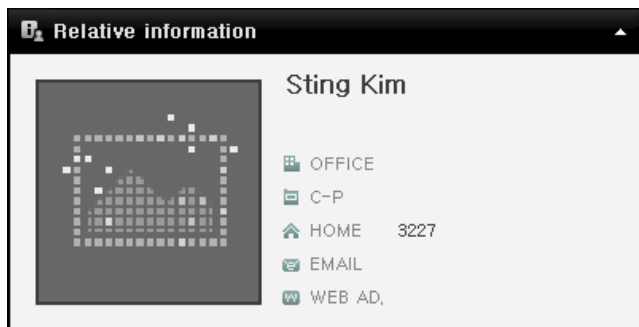 Relative information
Sting Kim
OFFICE
C-P
HOME 3227
EMAIL
WEB AD,